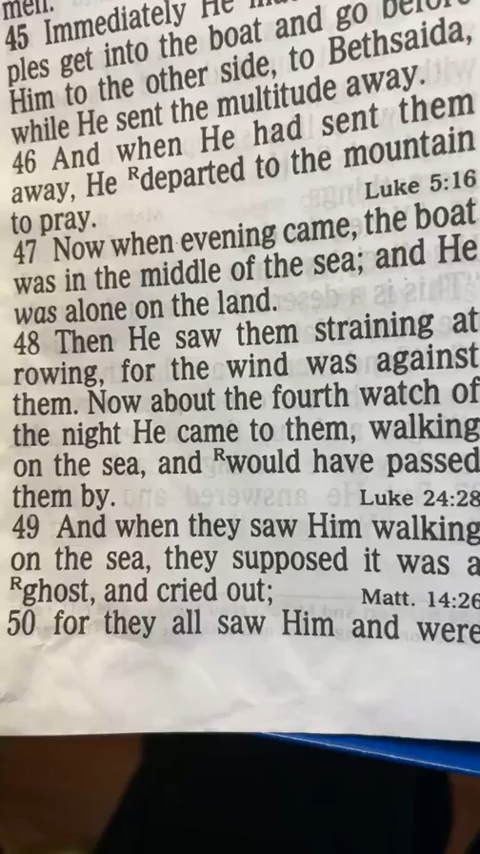 men.
45 Immediately He
ples get into the boat and go before
Him to the other side, to Bethsaida,
while He sent the multitude away.
46 And when He had sent them
away, He Rdeparted to the mountain
to pray. Luke 5:16
47 Now when evening came, the boat
was in the middle of the sea; and He
was alone on the land.
48 Then He saw them straining at
rowing, for the wind was against
them. Now about the fourth watch of
the night He came to them, walking
on the sea, and Rwould have passed
them by. Luke 24:28
49 And when they saw Him walking
on the sea, they supposed it was a
Rghost, and cried out; Matt. 14:26
50 for they all saw Him and were